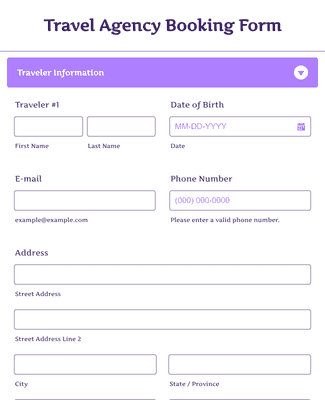 Travel Agency Booking Form
Traveler Information
Traveler #1 Date of Birth
MM-DD-YYYY
First Name Last Name Date
E-mail Phone Number
(000) 000-0000
example@example.com Please enter a valid phone number.
Address
Street Address
Street Address Line 2
City State / Province